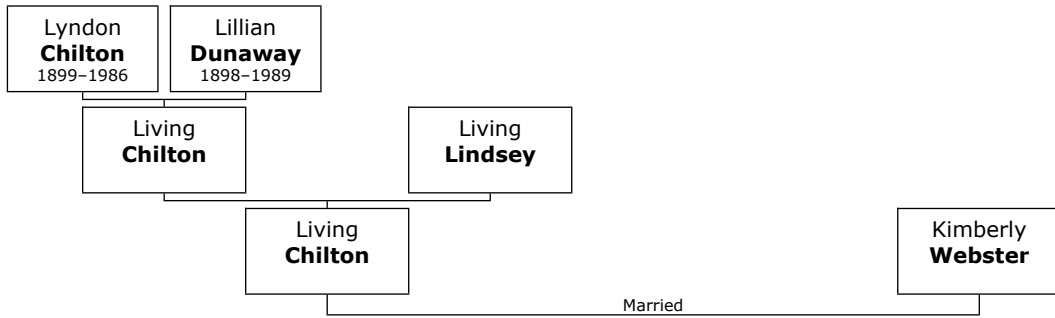 Lyndon
Chilton
1899–1986
Lillian
Dunaway
1898–1989
Living
Chilton
Living
Lindsey
Living
Chilton
Kimberly
Webster
Married